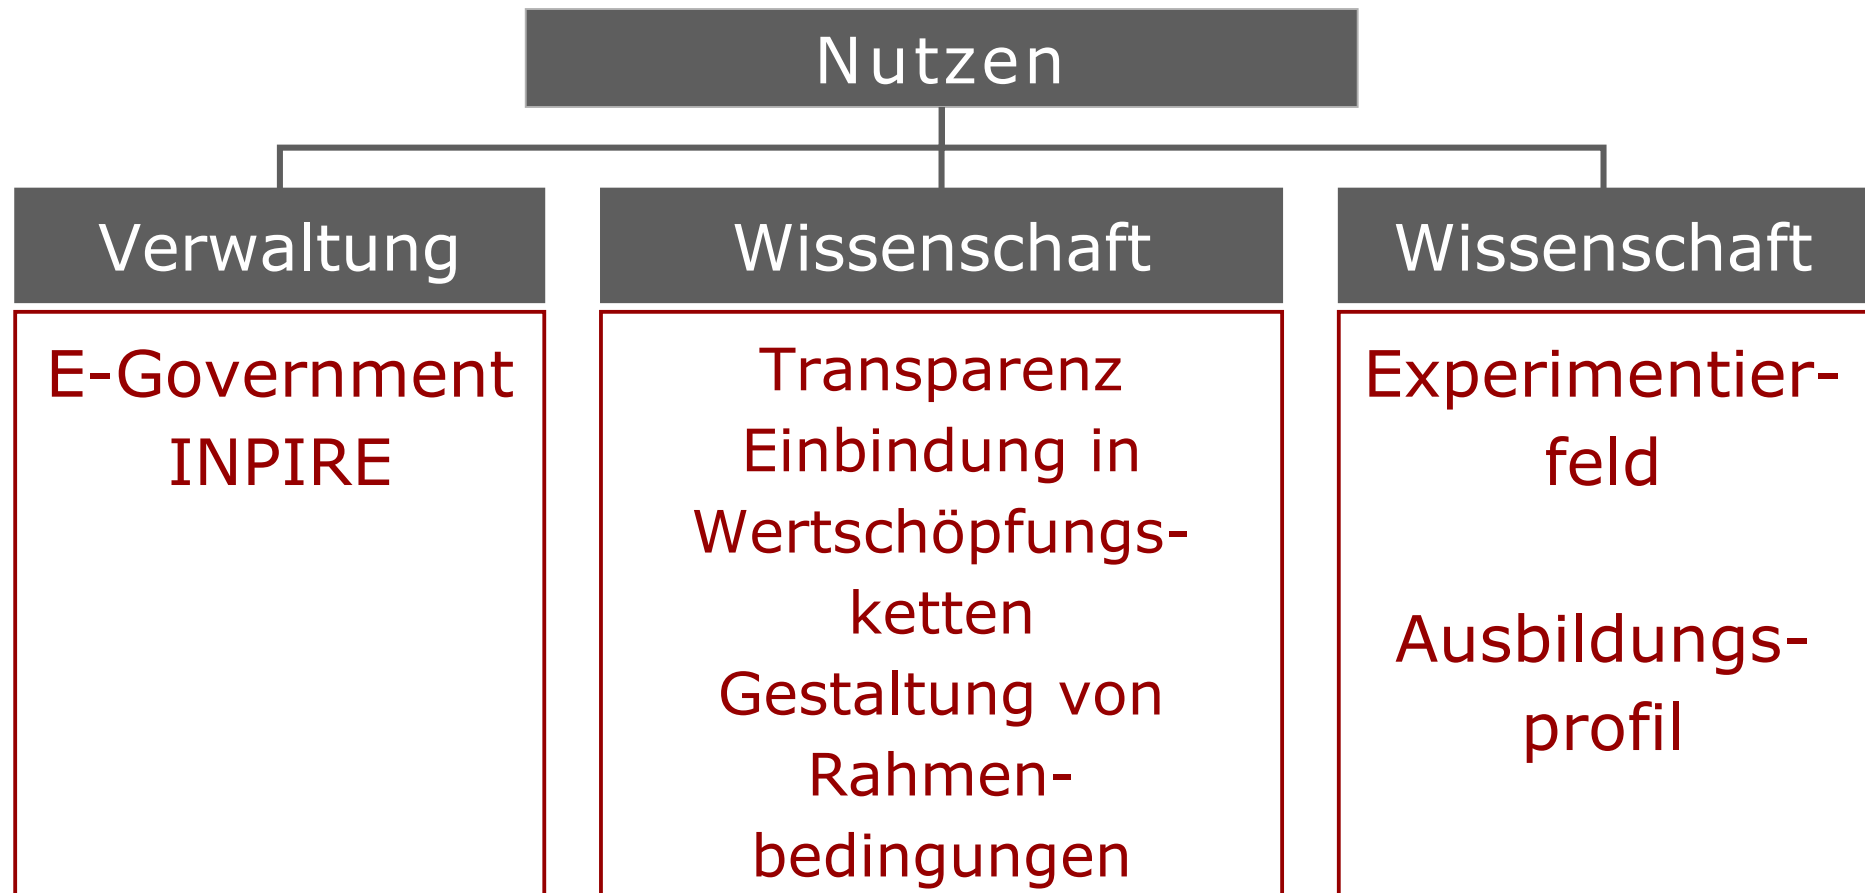 Nutzen
Verwaltung
E-Government
INPIRE
Wissenschaft
Transparenz
Einbindung in
Wertschöpfungs-
ketten
Gestaltung von
Rahmen-
bedingungen
Wissenschaft
Experimentier-
feld
Ausbildungs-
profil